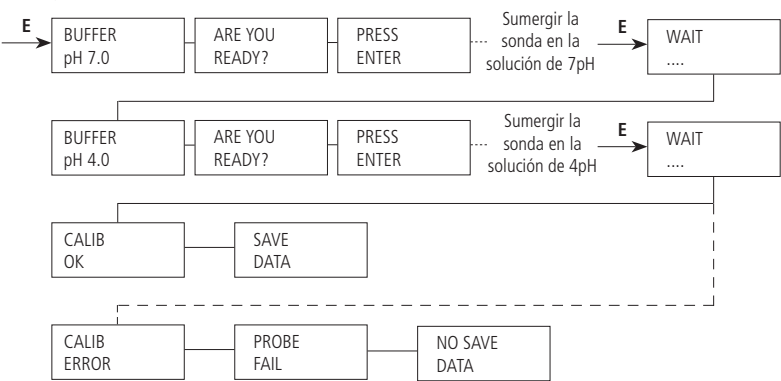 E
BUFFER
pH 7.0
ARE YOU
READY?
PRESS
ENTER
Sumergir la
sonda en la
solución de 7pH
E
WAIT
....
BUFFER
pH 4.0
ARE YOU
READY?
PRESS
ENTER
Sumergir la
sonda en la
solución de 4pH
E
WAIT
....
CALIB
OK
SAVE
DATA
CALIB
ERROR
PROBE
FAIL
NO SAVE
DATA